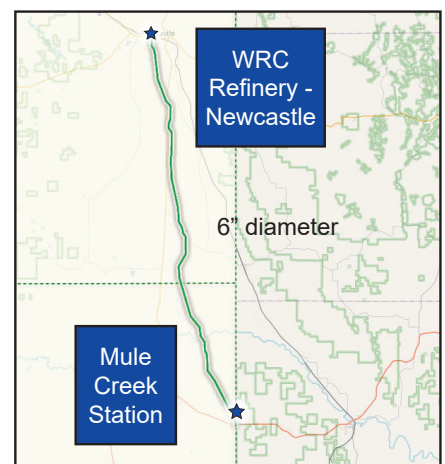 WRC
Refinery -
Newcastle
6” diameter
Mule
Creek
Station